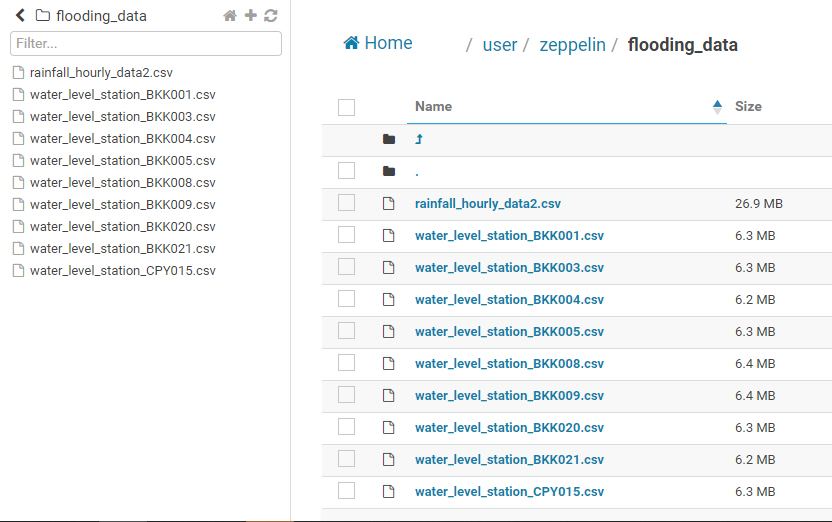 flooding_data
Filter...
rainfall_hourly_data2.csv
water_level_station_BKK001.csv
water_level_station_BKK003.csv
water_level_station_BKK004.csv
water_level_station_BKK005.csv
water_level_station_BKK008.csv
water_level_station_BKK009.csv
water_level_station_BKK020.csv
water_level_station_BKK021.csv
water_level_station_CPY015.csv
Home / user / zeppelin / flooding_data
Name Size
.
rainfall_hourly_data2.csv 26.9 MB
water_level_station_BKK001.csv 6.3 MB
water_level_station_BKK003.csv 6.3 MB
water_level_station_BKK004.csv 6.2 MB
water_level_station_BKK005.csv 6.3 MB
water_level_station_BKK008.csv 6.4 MB
water_level_station_BKK009.csv 6.4 MB
water_level_station_BKK020.csv 6.3 MB
water_level_station_BKK021.csv 6.2 MB
water_level_station_CPY015.csv 6.3 MB